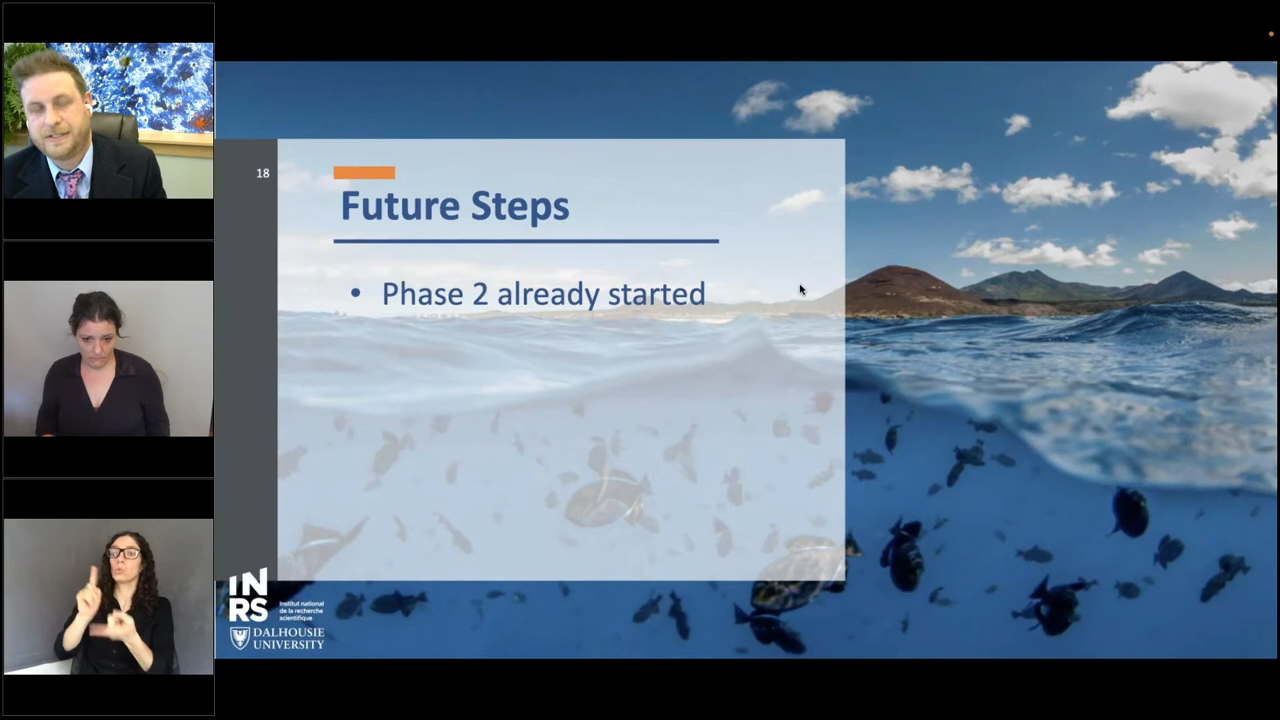 18
Future Steps
• Phase 2 already started
INRS
Institut national
de la recherche
scientifique
DALHOUSIE
UNIVERSITY